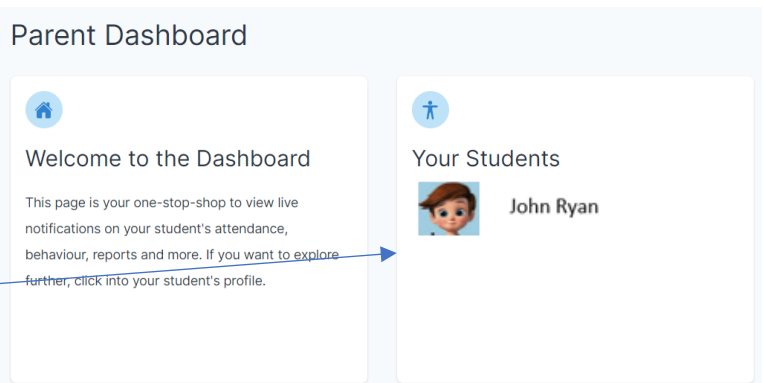 Parent Dashboard
Welcome to the Dashboard
This page is your one-stop-shop to view live
notifications on your student's attendance,
behaviour, reports and more. If you want to explore
further, click into your student's profile.
Your Students
John Ryan